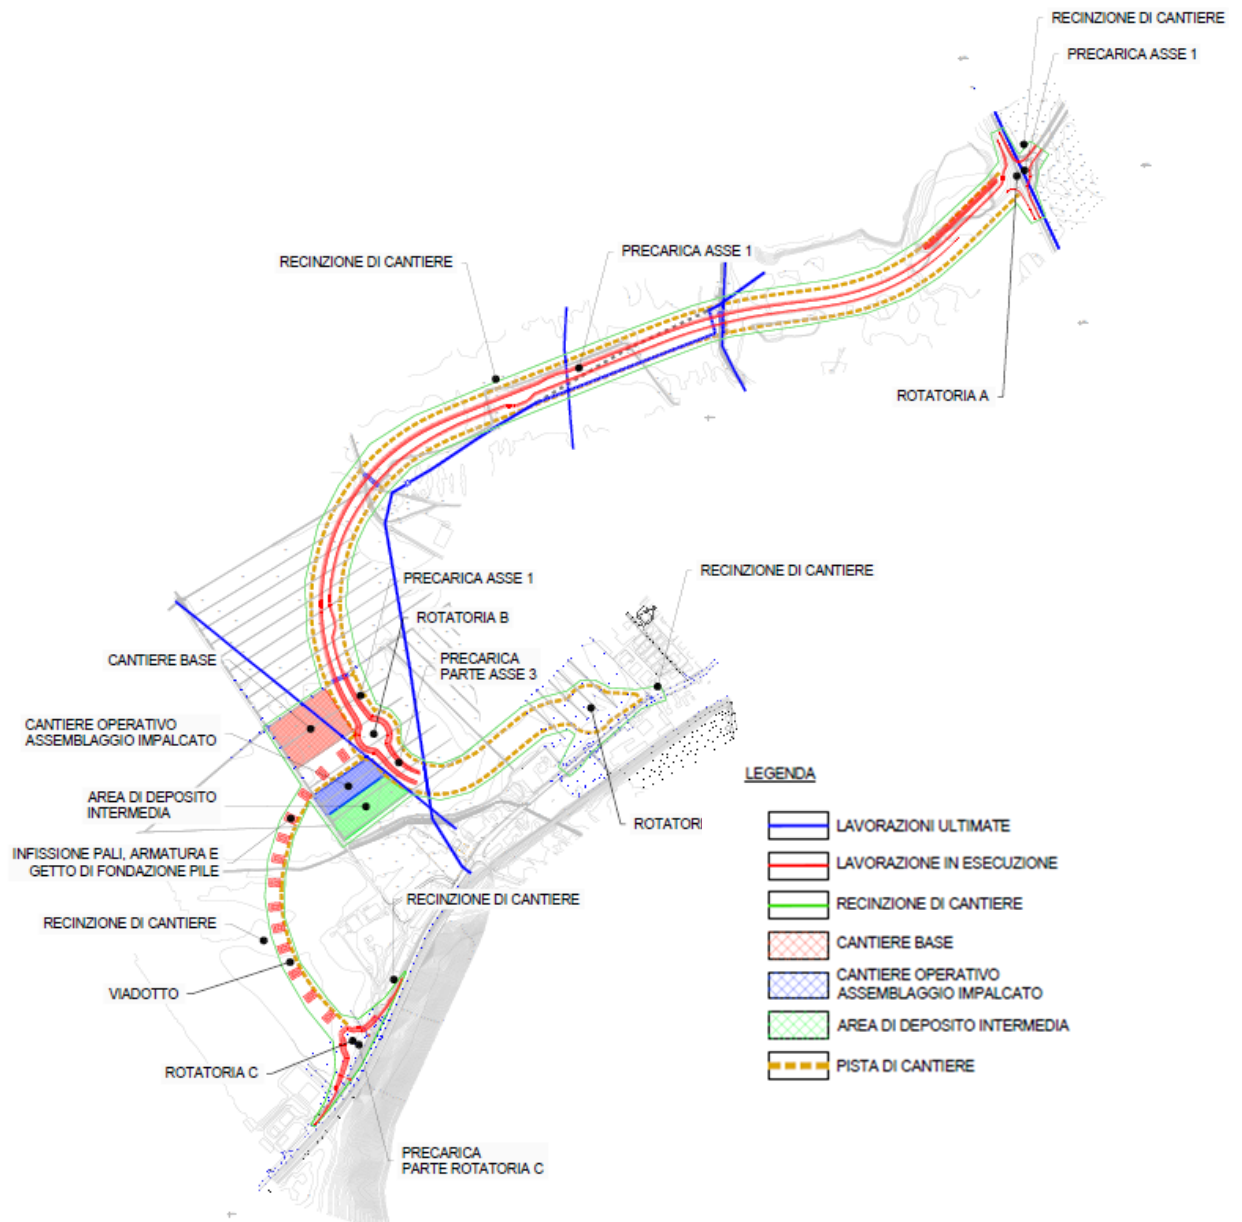 RECINZIONE DI CANTIERE
PRECARICA ASSE 1
PRECARICA ASSE 1
RECINZIONE DI CANTIERE
ROTATORIA A
RECINZIONE DI CANTIERE
PRECARICA ASSE 1
ROTATORIA B
CANTIERE BASE
PRECARICA
PARTE ASSE 3
CANTIERE OPERATIVO
ASSEMBLAGGIO IMPALCATO
AREA DI DEPOSITO
INTERMEDIA
ROTATORI
INFISSIONE PALI, ARMATURA E
GETTO DI FONDAZIONE PILE
RECINZIONE DI CANTIERE
RECINZIONE DI CANTIERE
VIADOTTO
ROTATORIA C
PRECARICA
PARTE ROTATORIA C
LEGENDA
LAVORAZIONI ULTIMATE
LAVORAZIONE IN ESECUZIONE
RECINZIONE DI CANTIERE
CANTIERE BASE
CANTIERE OPERATIVO
ASSEMBLAGGIO IMPALCATO
AREA DI DEPOSITO INTERMEDIA
PISTA DI CANTIERE